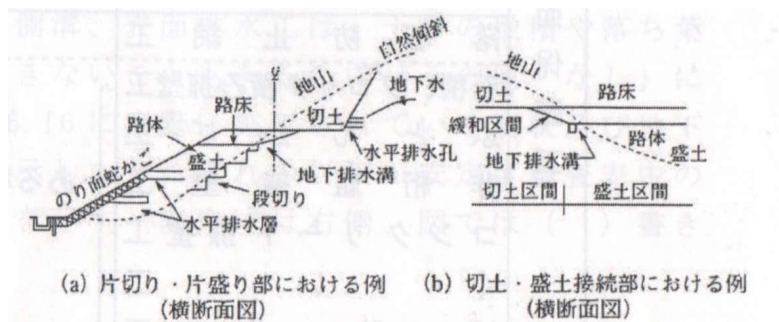 自然傾斜
℄
地山
地下水
路床
切土
路体
水平排水孔
盛土
地下排水溝
のり面蛇かご
段切り
水平排水層
(a) 片切り・片盛り部における例
(横断面図)
地山
切土
路床
緩和区間
路体
地下排水溝
盛土
切土区間
盛土区間
(b) 切土・盛土接続部における例
(横断面図)